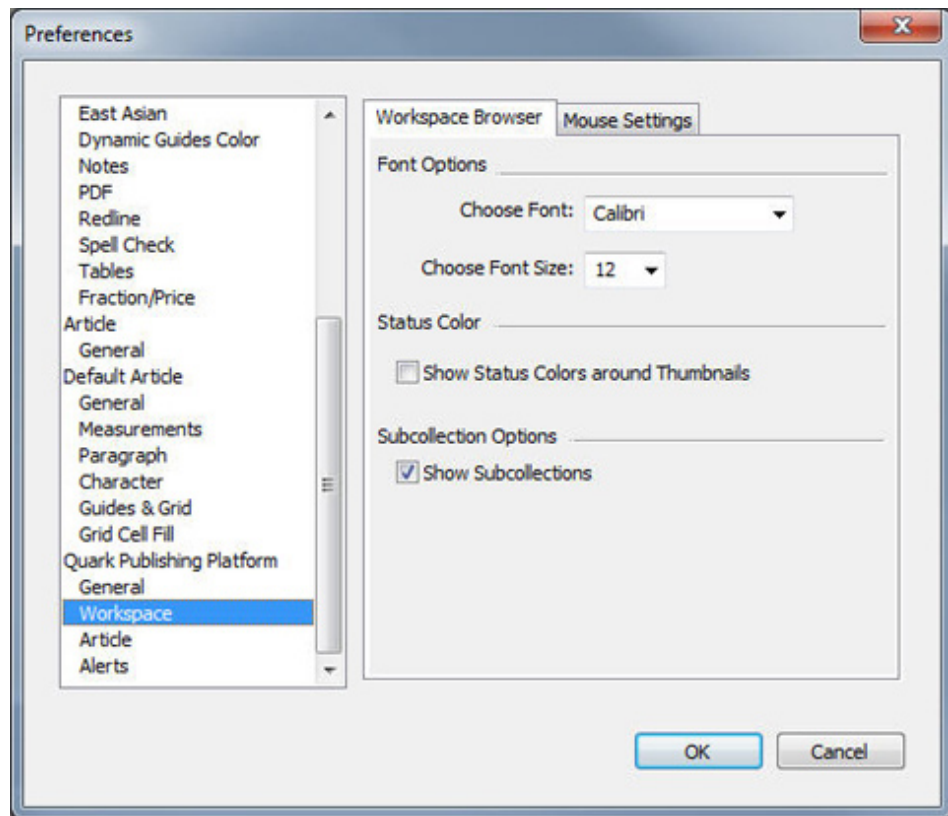 Preferences
East Asian
Dynamic Guides Color
Notes
PDF
Redline
Spell Check
Tables
Fraction/Price
Article
General
Default Article
General
Measurements
Paragraph
Character
Guides & Grid
Grid Cell Fill
Quark Publishing Platform
General
Workspace
Article
Alerts
Workspace Browser Mouse Settings
Font Options
Choose Font: Calibri
Choose Font Size: 12
Status Color
Show Status Colors around Thumbnails
Subcollection Options
Show Subcollections
OK Cancel